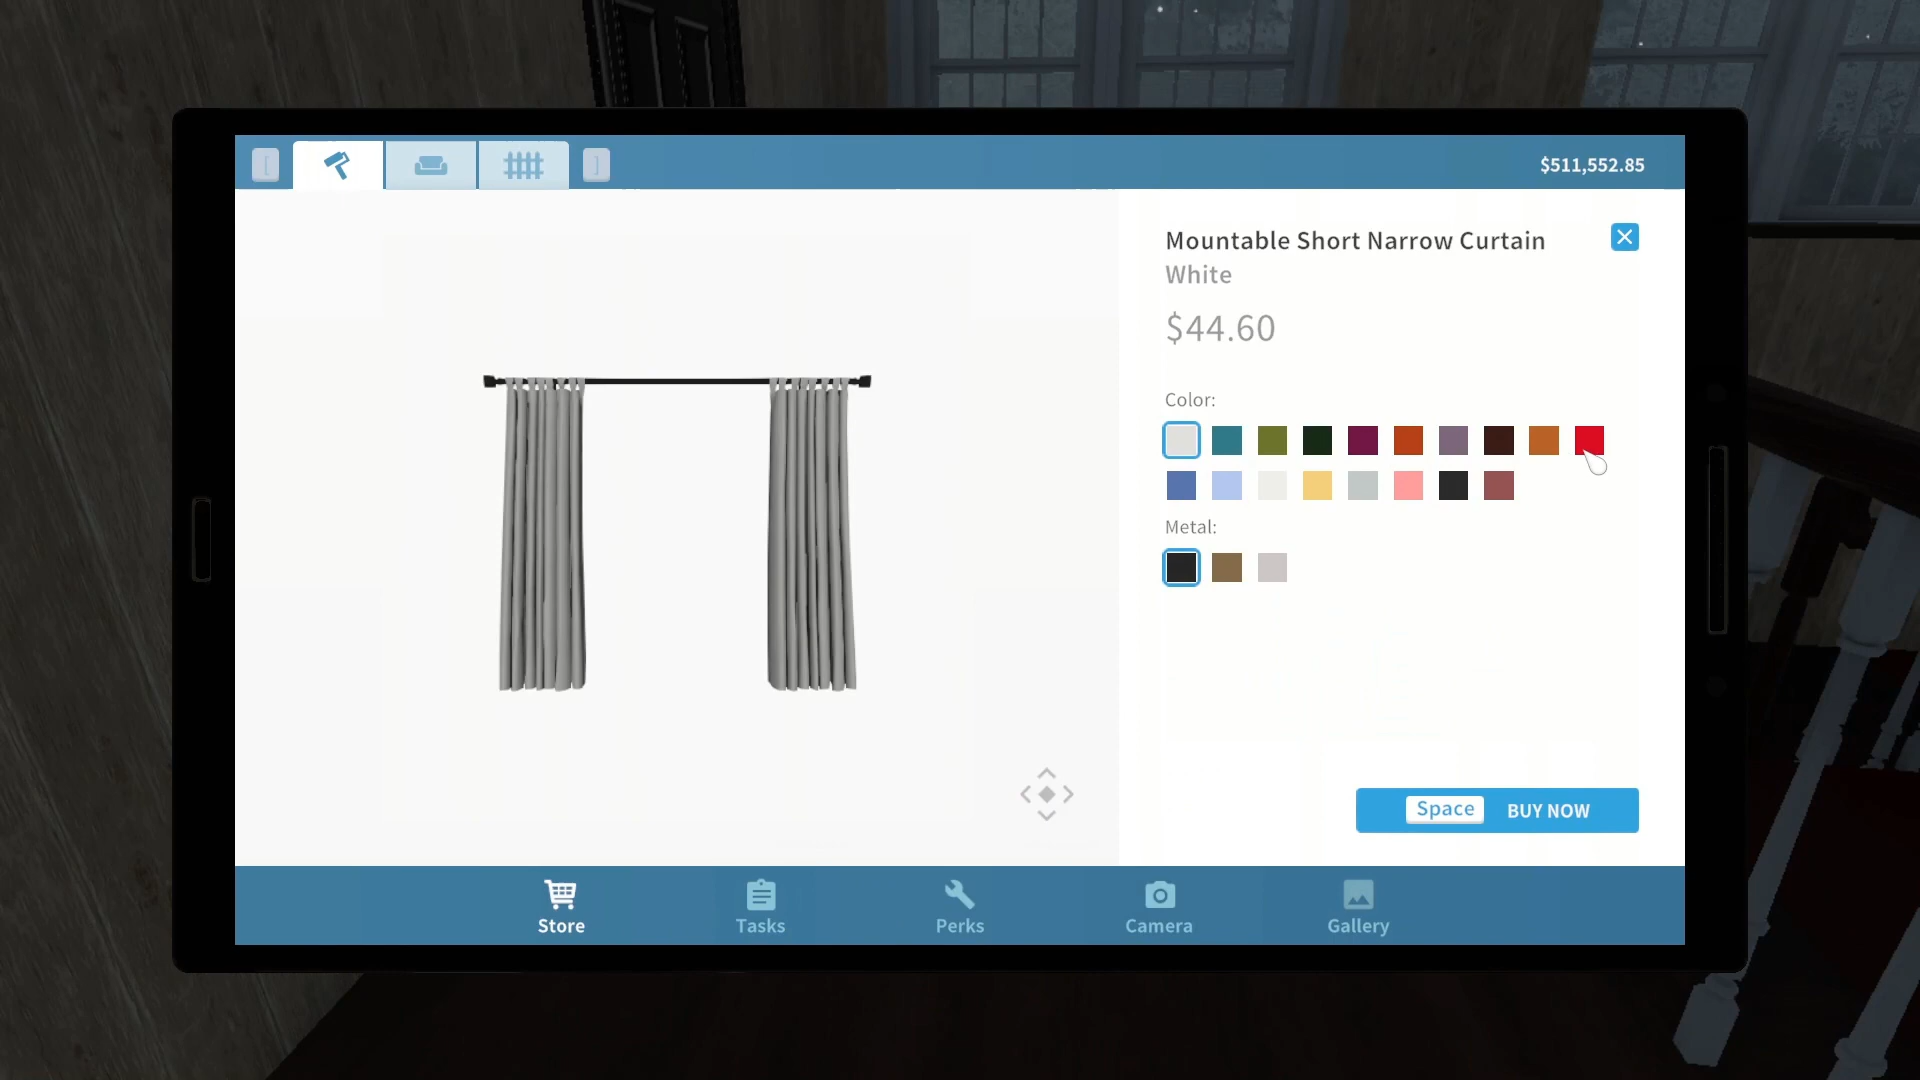 [
]
$511,552.85
Mountable Short Narrow Curtain
White
$44.60
Color:
Metal:
Space BUY NOW
Store
Tasks
Perks
Camera
Gallery